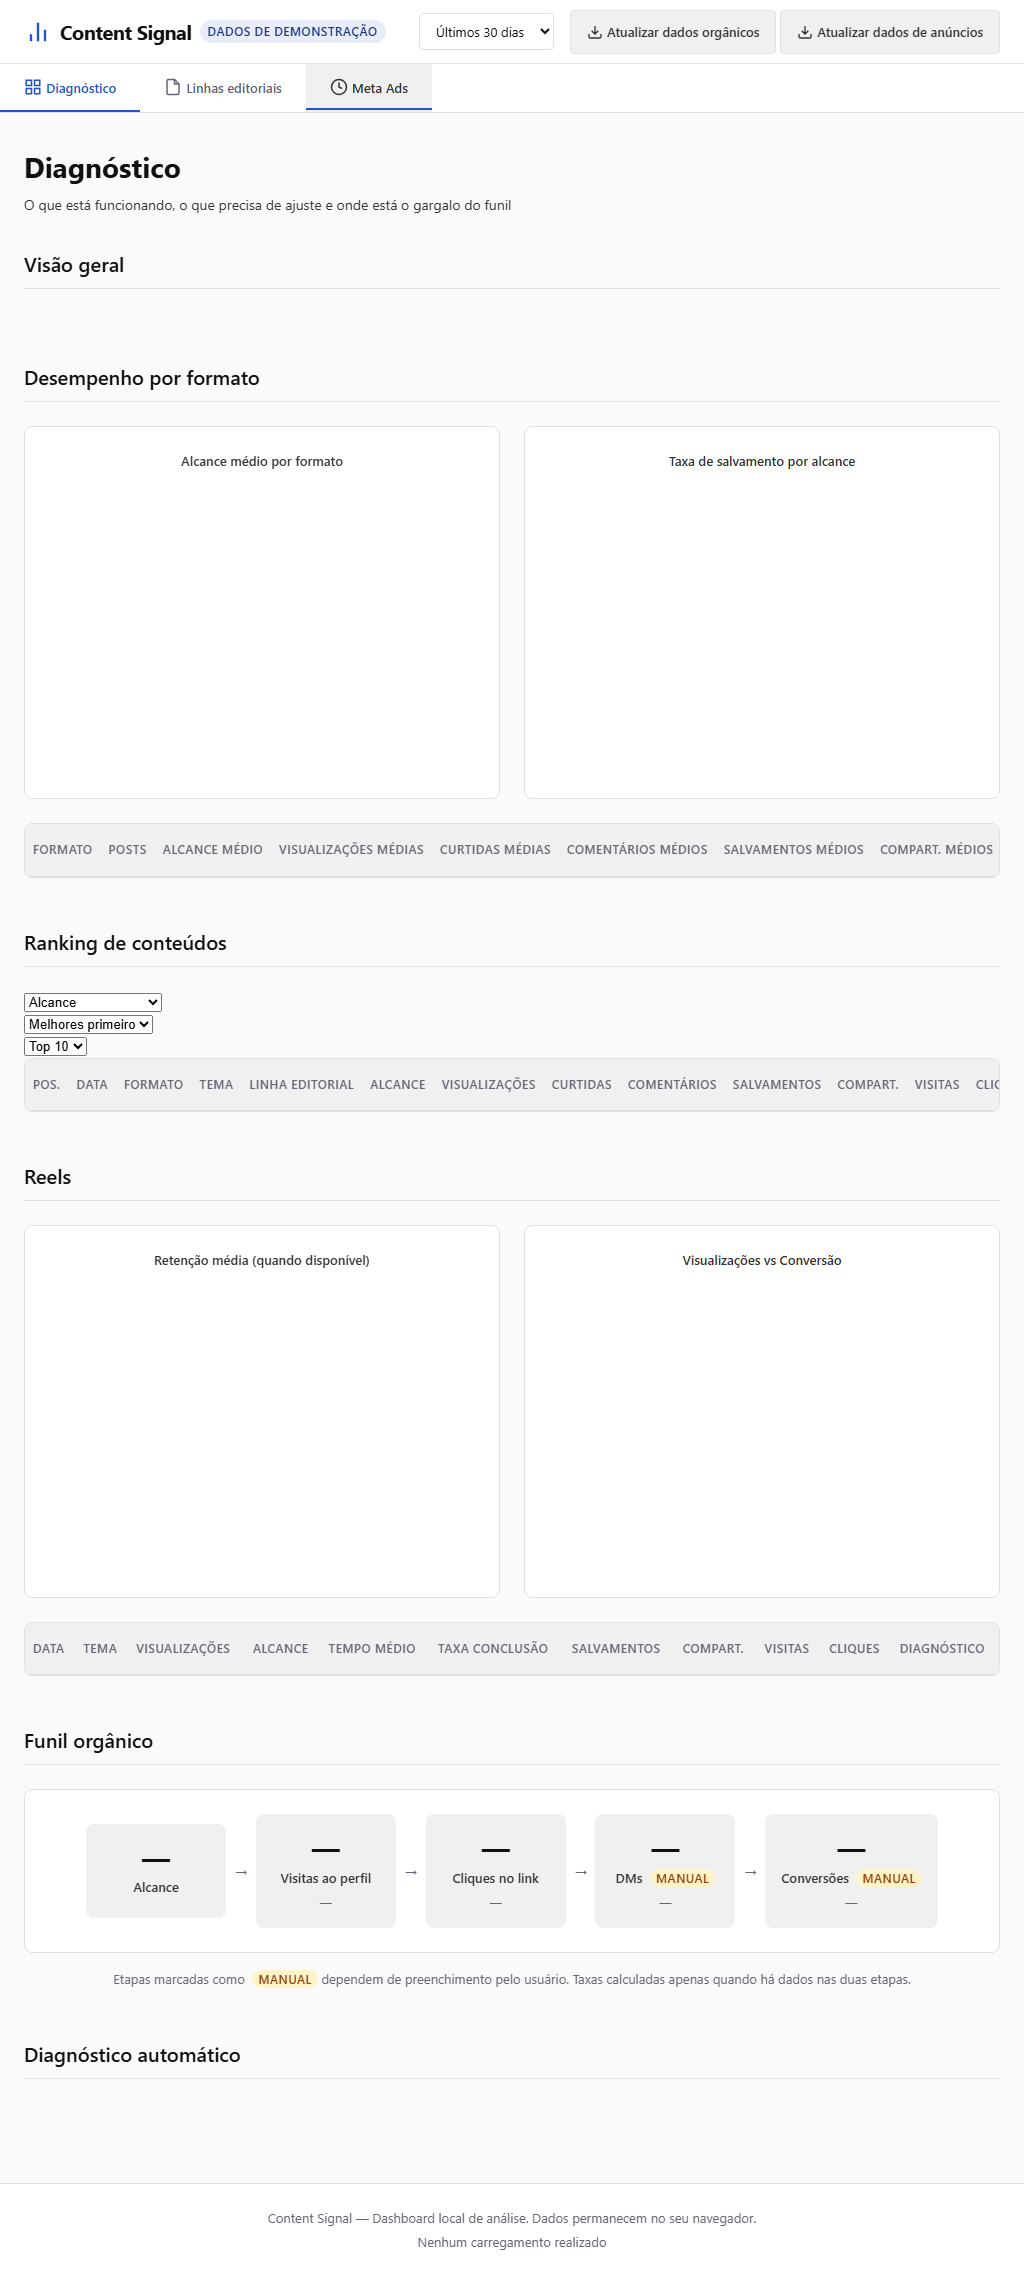 Content Signal
DADOS DE DEMONSTRAÇÃO
Últimos 30 dias
Atualizar dados orgânicos
Atualizar dados de anúncios
Diagnóstico
Linhas editoriais
Meta Ads
Diagnóstico
O que está funcionando, o que precisa de ajuste e onde está o gargalo do funil
Visão geral
Desempenho por formato
Alcance médio por formato
Taxa de salvamento por alcance
FORMATO POSTS ALCANCE MÉDIO VISUALIZAÇÕES MÉDIAS CURTIDAS MÉDIAS COMENTÁRIOS MÉDIOS SALVAMENTOS MÉDIOS COMPART. MÉDIOS
Ranking de conteúdos
Alcance
Melhores primeiro
Top 10
POS. DATA FORMATO TEMA LINHA EDITORIAL ALCANCE VISUALIZAÇÕES CURTIDAS COMENTÁRIOS SALVAMENTOS COMPART. VISITAS CLIC
Reels
Retenção média (quando disponível)
Visualizações vs Conversão
DATA TEMA VISUALIZAÇÕES ALCANCE TEMPO MÉDIO TAXA CONCLUSÃO SALVAMENTOS COMPART. VISITAS CLIQUES DIAGNÓSTICO
Funil orgânico
—
Alcance
→
—
Visitas ao perfil
—
→
—
Cliques no link
—
→
—
DMs MANUAL
—
→
—
Conversões MANUAL
—
Etapas marcadas como MANUAL dependem de preenchimento pelo usuário. Taxas calculadas apenas quando há dados nas duas etapas.
Diagnóstico automático
Content Signal — Dashboard local de análise. Dados permanecem no seu navegador.
Nenhum carregamento realizado